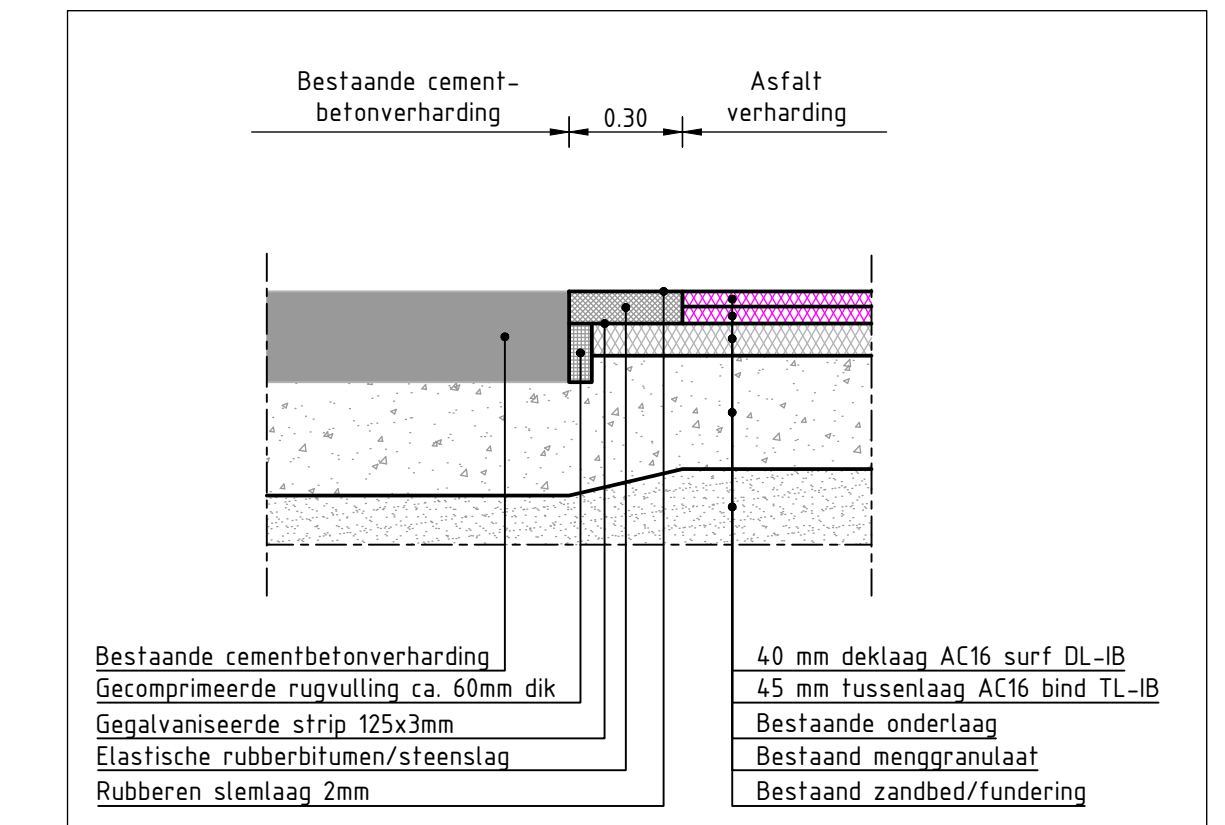 Bestaande cement-
betonverharding
0.30
Asfalt
verharding
Bestaande cementbetonverharding
Gecomprimeerde rugvulling ca. 60mm dik
Gegalvaniseerde strip 125x3mm
Elastische rubberbitumen/steenslag
Rubberen slemlaag 2mm
40 mm deklaag AC16 surf DL-IB
45 mm tussenlaag AC16 bind TL-IB
Bestaande onderlaag
Bestaand menggranulaat
Bestaand zandbed/fundering